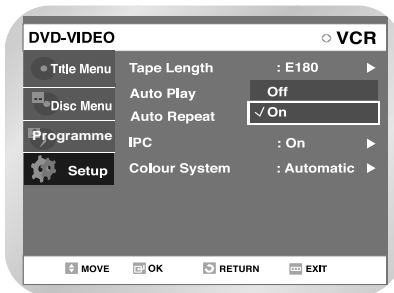 DVD-VIDEO VCR
Title Menu
Disc Menu
Programme
Setup
Tape Length : E180
Auto Play Off
Auto Repeat √ On
IPC : On
Colour System : Automatic
MOVE OK RETURN EXIT